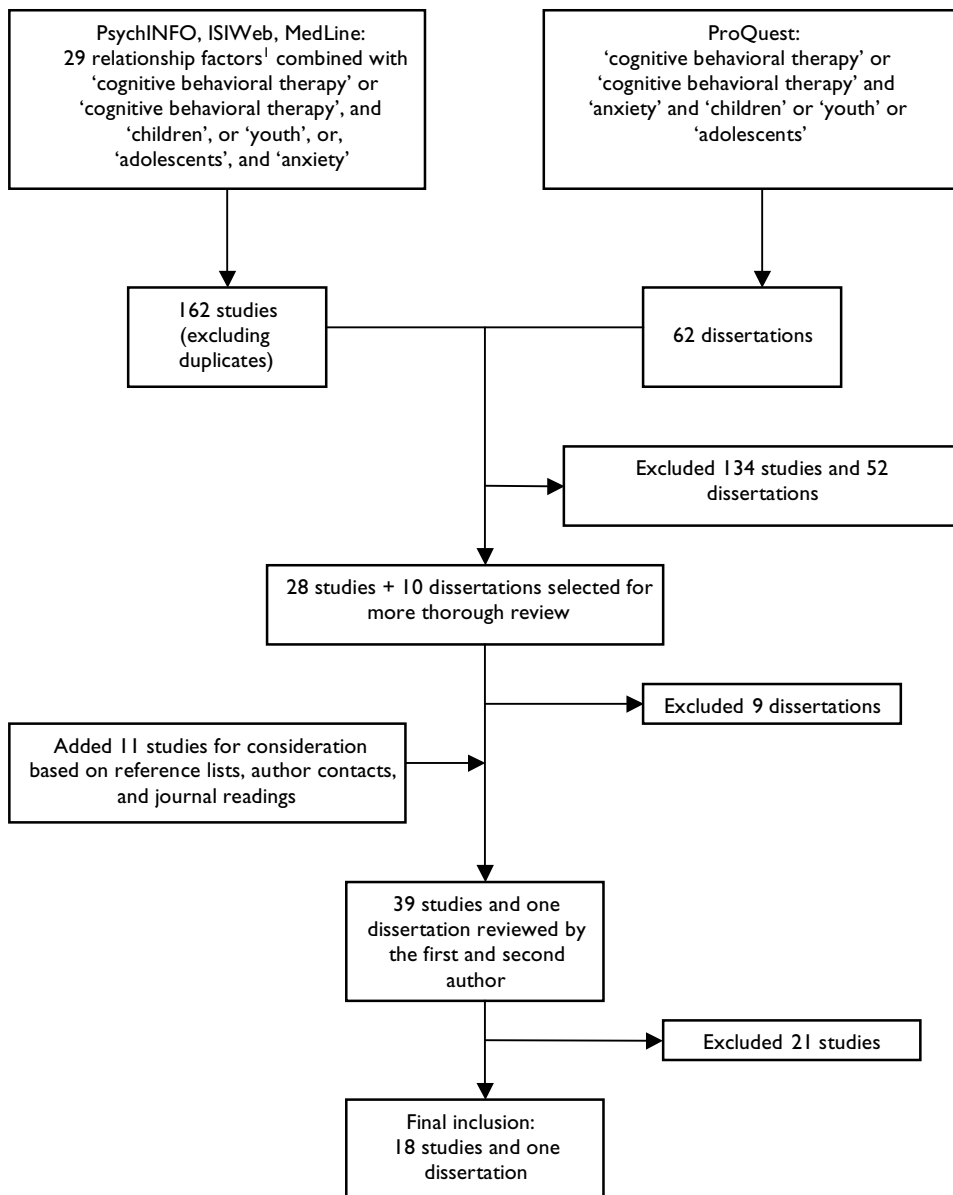 PsychINFO, ISIWeb, MedLine:
29 relationship factors¹ combined with
‘cognitive behavioral therapy’ or
‘cognitive behavioral therapy’, and
‘children’, or ‘youth’, or,
‘adolescents’, and ‘anxiety’
ProQuest:
‘cognitive behavioral therapy’ or
‘cognitive behavioral therapy’ and
‘anxiety’ and ‘children’ or ‘youth’ or
‘adolescents’
162 studies
(excluding
duplicates)
62 dissertations
Excluded 134 studies and 52
dissertations
28 studies + 10 dissertations selected for
more thorough review
Excluded 9 dissertations
Added 11 studies for consideration
based on reference lists, author contacts,
and journal readings
39 studies and one
dissertation reviewed by
the first and second
author
Excluded 21 studies
Final inclusion:
18 studies and one
dissertation